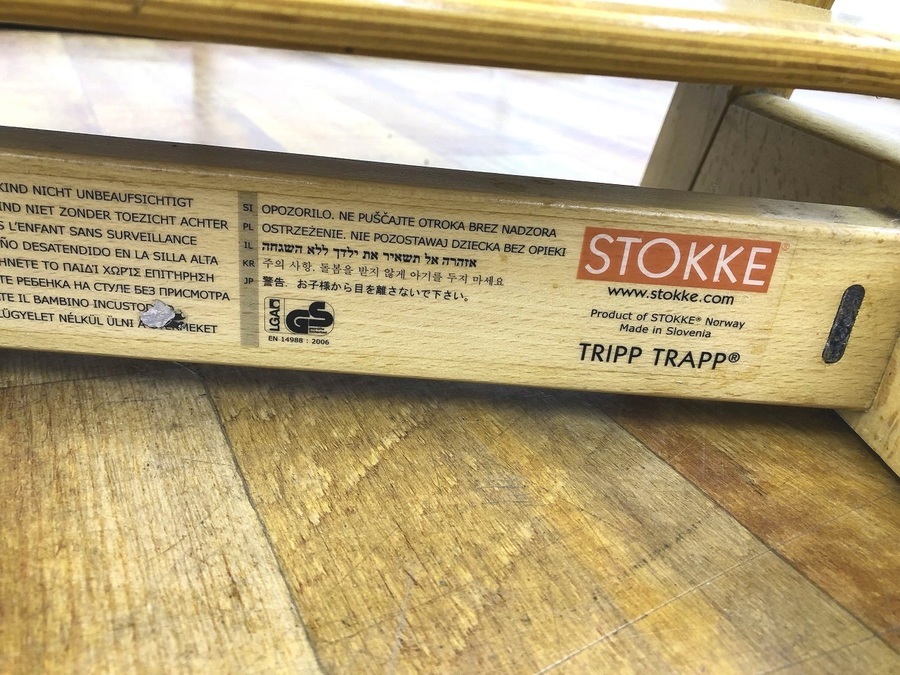 KIND NICHT UNBEAUFSICHTIGT
IND NIET ZONDER TOEZICHT ACHTER
S L'ENFANT SANS SURVEILLANCE
ÑO DESATENDIDO EN LA SILLA ALTA
ΗΝΕΤΕ ΤΟ ΠΑΙΔΙ ΧΩΡΙΣ ΕΠΙΤΗΡΗΣΗ
ТЕ РЕБЕНКА НА СТУЛЕ БЕЗ ПРИСМОТРА
TE IL BAMBINO INCUSTOD
LÜGYELET NÉLKÜL ÜLNI
SI OPOZORILO. NE PUŠČAJTE OTROKA BREZ NADZORA
PL OSTRZEŻENIE. NIE POZOSTAWAJ DZIECKA BEZ OPIEKI
IL אזהרה אל תשאיר את ילדך ללא השגחה
KR 주의 사항. 돌봄을 받지 않게 아기를 두지 마세요
JP 警告. お子様から目を離さないで下さい。
LGA GS
EN 14988 : 2006
STOKKE®
www.stokke.com
Product of STOKKE® Norway
Made in Slovenia
TRIPP TRAPP®